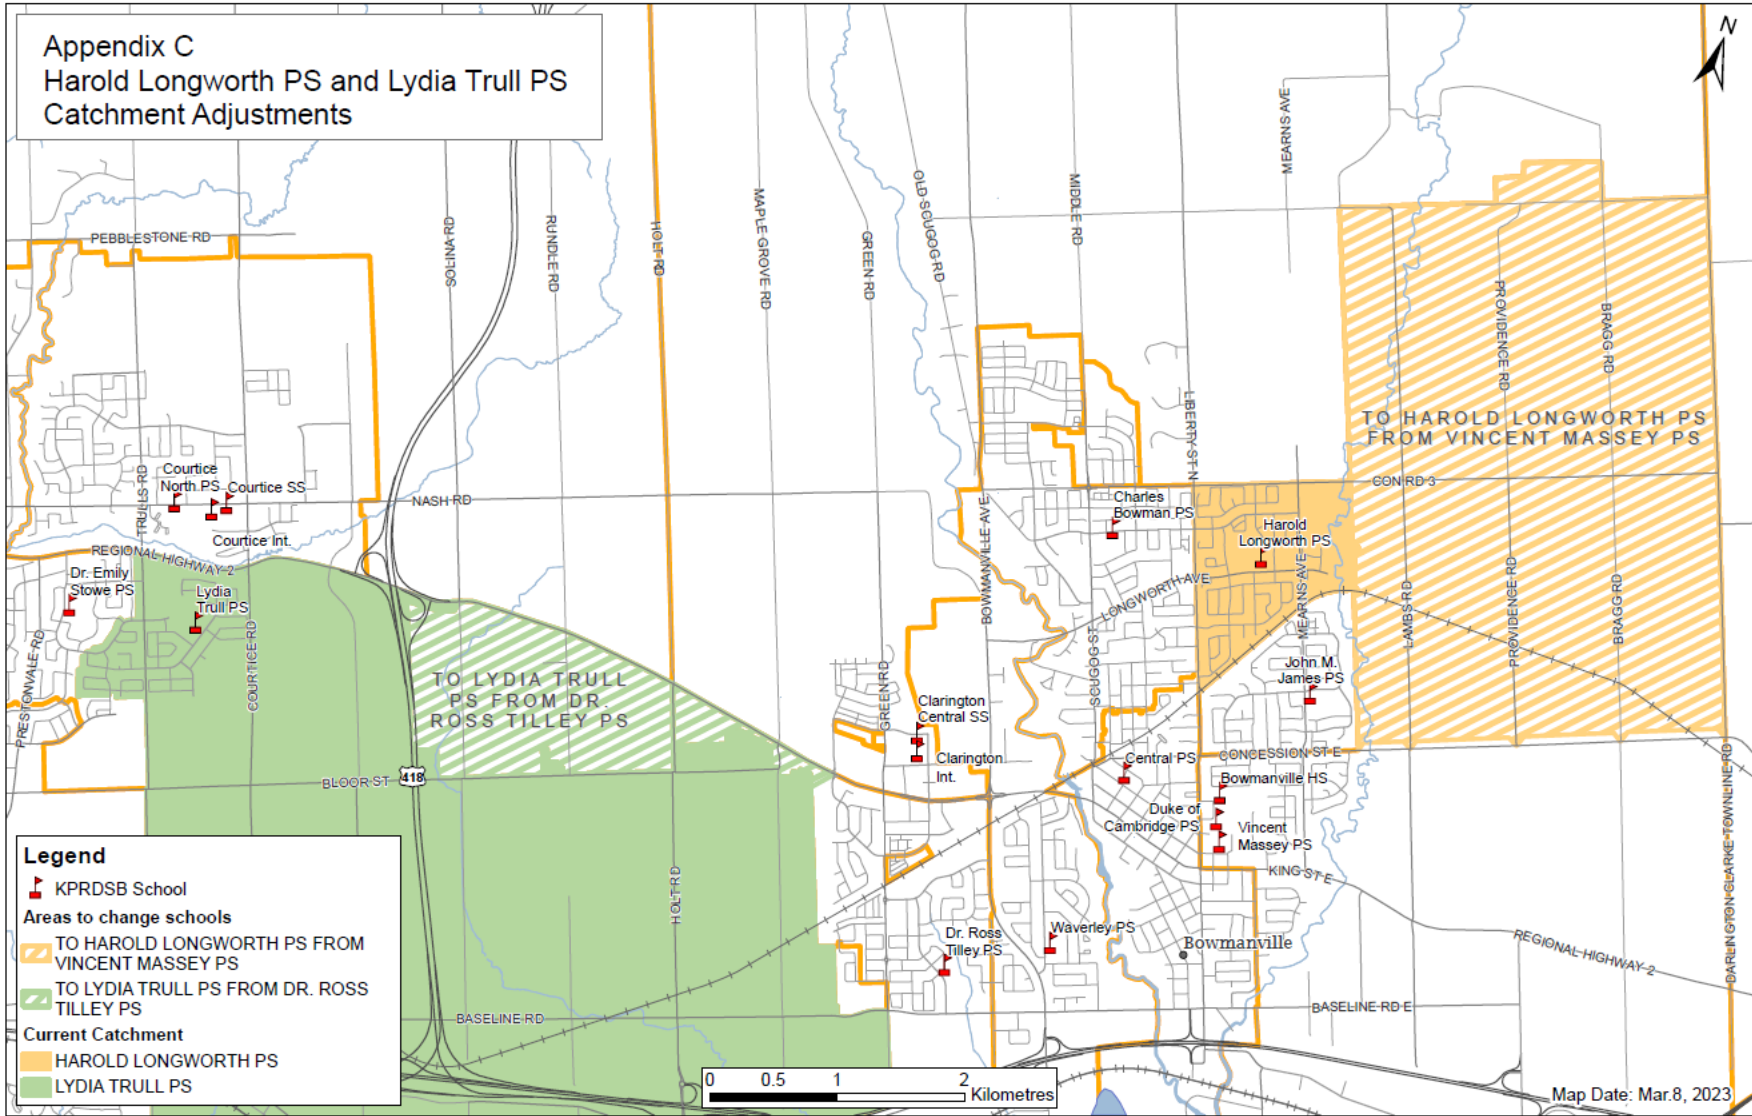 Appendix C
Harold Longworth PS and Lydia Trull PS
Catchment Adjustments
N
MEARNS AVE
PEBBLESTONE RD
SOLINA RD
RUNDLE RD
HOLT RD
MAPLE GROVE RD
GREEN RD
OLD SCUGOG RD
MIDDLE RD
PROVIDENCE RD
BRAGG RD
LIBERTY ST N
TO HAROLD LONGWORTH PS
FROM VINCENT MASSEY PS
CON RD 3
TRULLS RD
Courtice
North PS
Courtice SS
Courtice Int.
NASH RD
BOWMANVILLE AVE
Charles
Bowman PS
Harold
Longworth PS
REGIONAL HIGHWAY 2
Dr. Emily
Stowe PS
Lydia
Trull PS
LONGWORTH AVE
MEARNS AVE
LAMBS RD
PROVIDENCE RD
BRAGG RD
PRESTONVALE RD
COURTICE RD
TO LYDIA TRULL
PS FROM DR.
ROSS TILLEY PS
GREEN RD
SCUGOG ST
John M.
James PS
Clarington
Central SS
Clarington
Int.
BLOOR ST
418
Central PS
CONCESSION ST E
Bowmanville HS
Duke of
Cambridge PS
Vincent
Massey PS
KING ST E
DARLINGTON-CLARKE TOWNLINE RD
HOLT RD
Dr. Ross
Tilley PS
Waverley PS
Bowmanville
REGIONAL HIGHWAY 2
BASELINE RD
BASELINE RD E
Legend
KPRDSB School
Areas to change schools
TO HAROLD LONGWORTH PS FROM
VINCENT MASSEY PS
TO LYDIA TRULL PS FROM DR. ROSS
TILLEY PS
Current Catchment
HAROLD LONGWORTH PS
LYDIA TRULL PS
0 0.5 1 2
Kilometres
Map Date: Mar.8, 2023